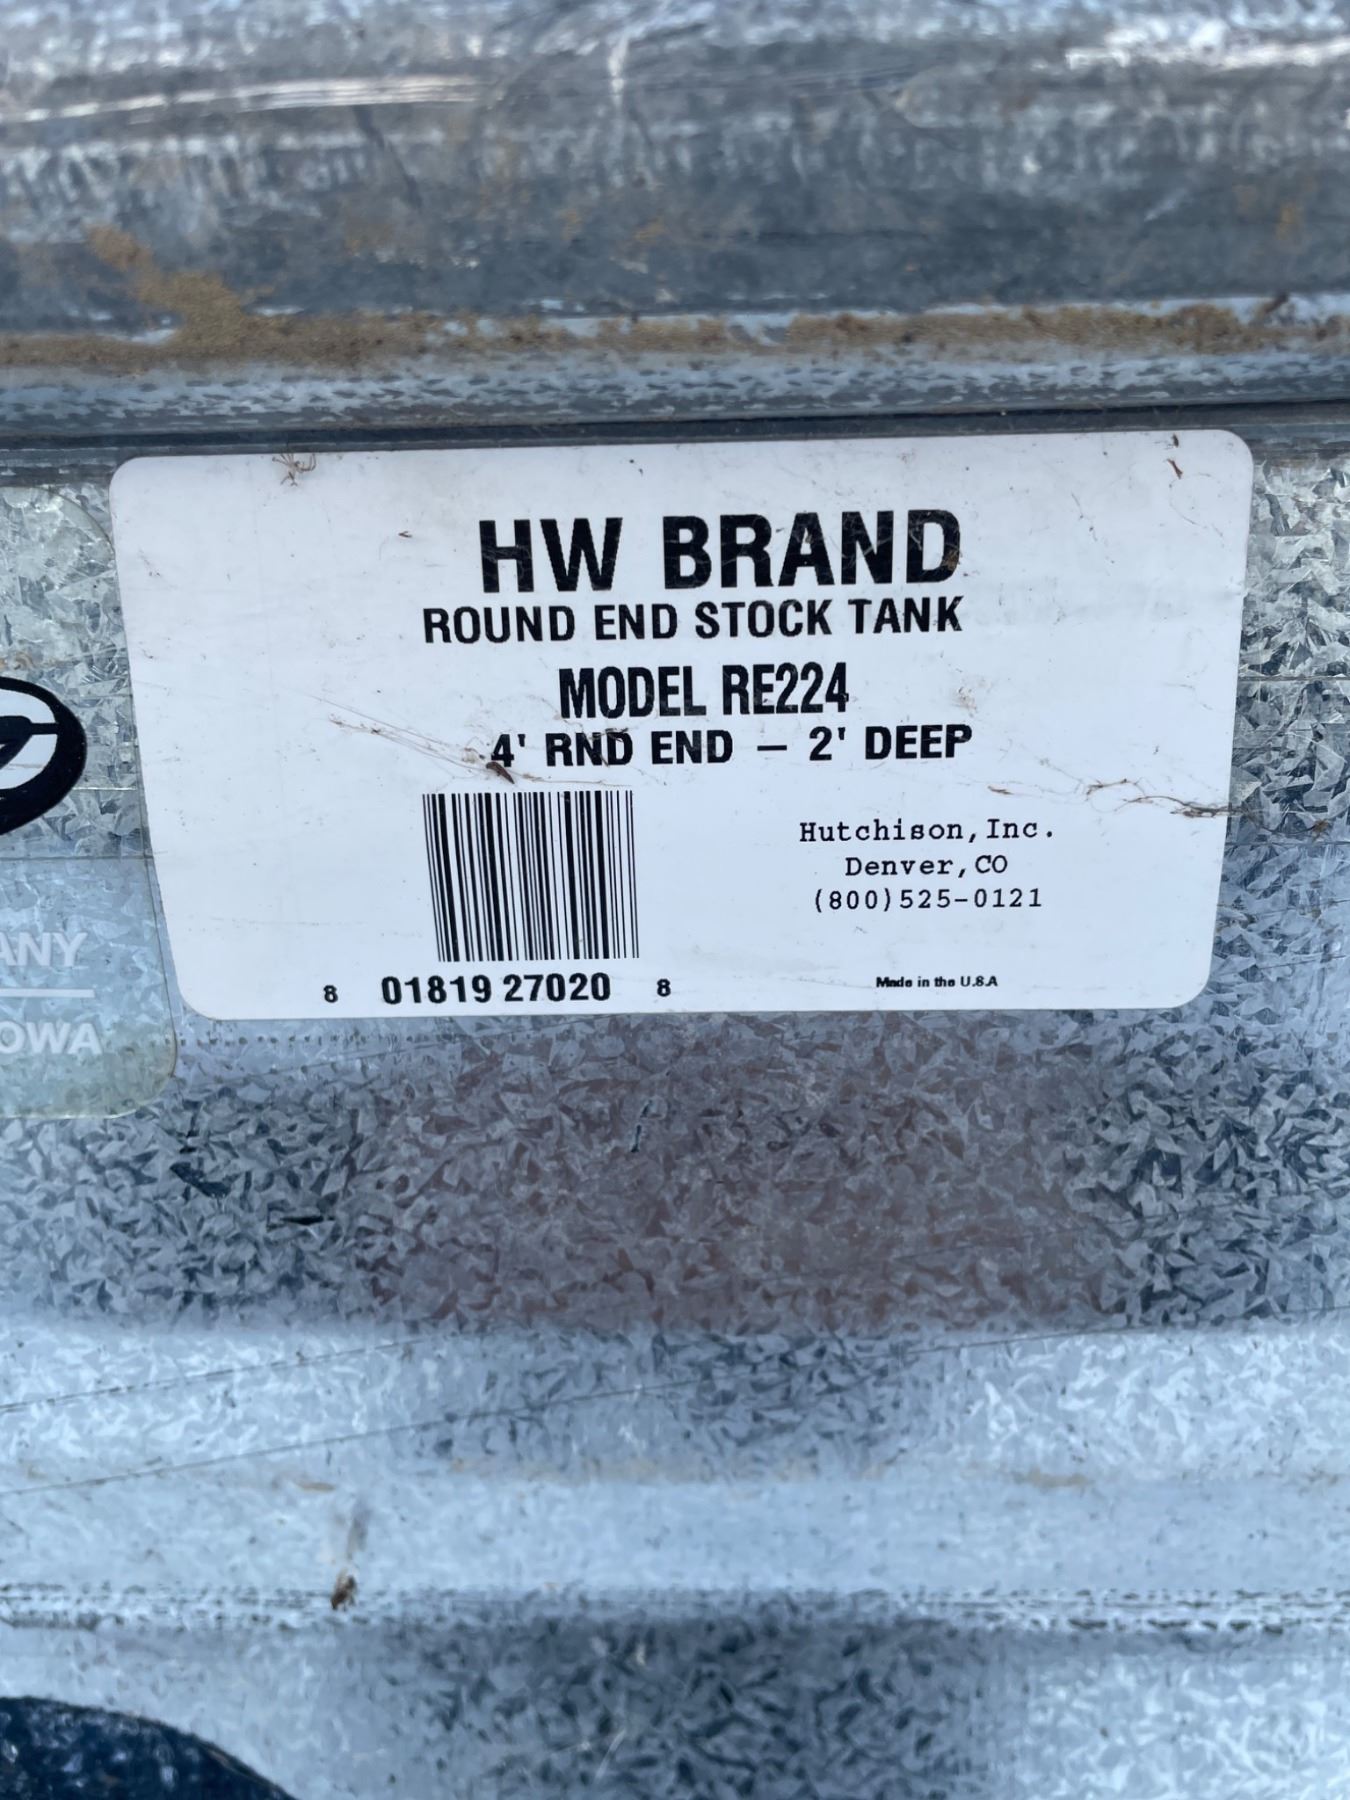 HW BRAND
ROUND END STOCK TANK
MODEL RE224
4' RND END – 2' DEEP
Hutchison, Inc.
Denver, CO
(800)525-0121
8 01819 27020 8
Made in the U.S.A
ANY
OWA